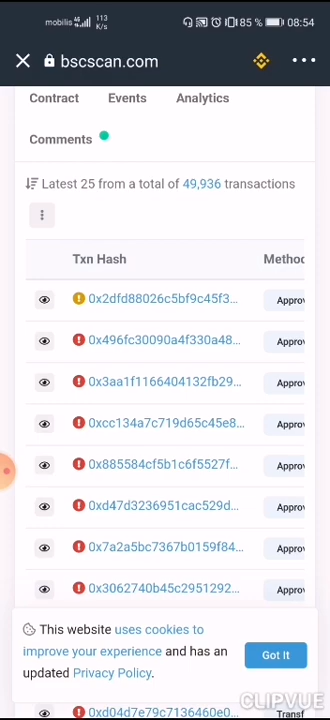 mobilis 4G 113 K/s 85 % 08:54
bscscan.com
Contract Events Analytics
Comments
Latest 25 from a total of 49,936 transactions
Txn Hash Method
0x2dfd88026c5bf9c45f3... Approv
0x496fc30090a4f330a48... Approv
0x3aa1f1166404132fb29... Approv
0xcc134a7c719d65c45e8... Approv
0x885584cf5b1c6f5527f... Approv
0xd47d3236951cac529d... Approv
0x7a2a5bc7367b0159f84... Approv
0x3062740b45c2951292... Approv
This website uses cookies to
improve your experience and has an
updated Privacy Policy.
Got It
0xd04d7e79c7136460e0... Transf
CLIPVUE